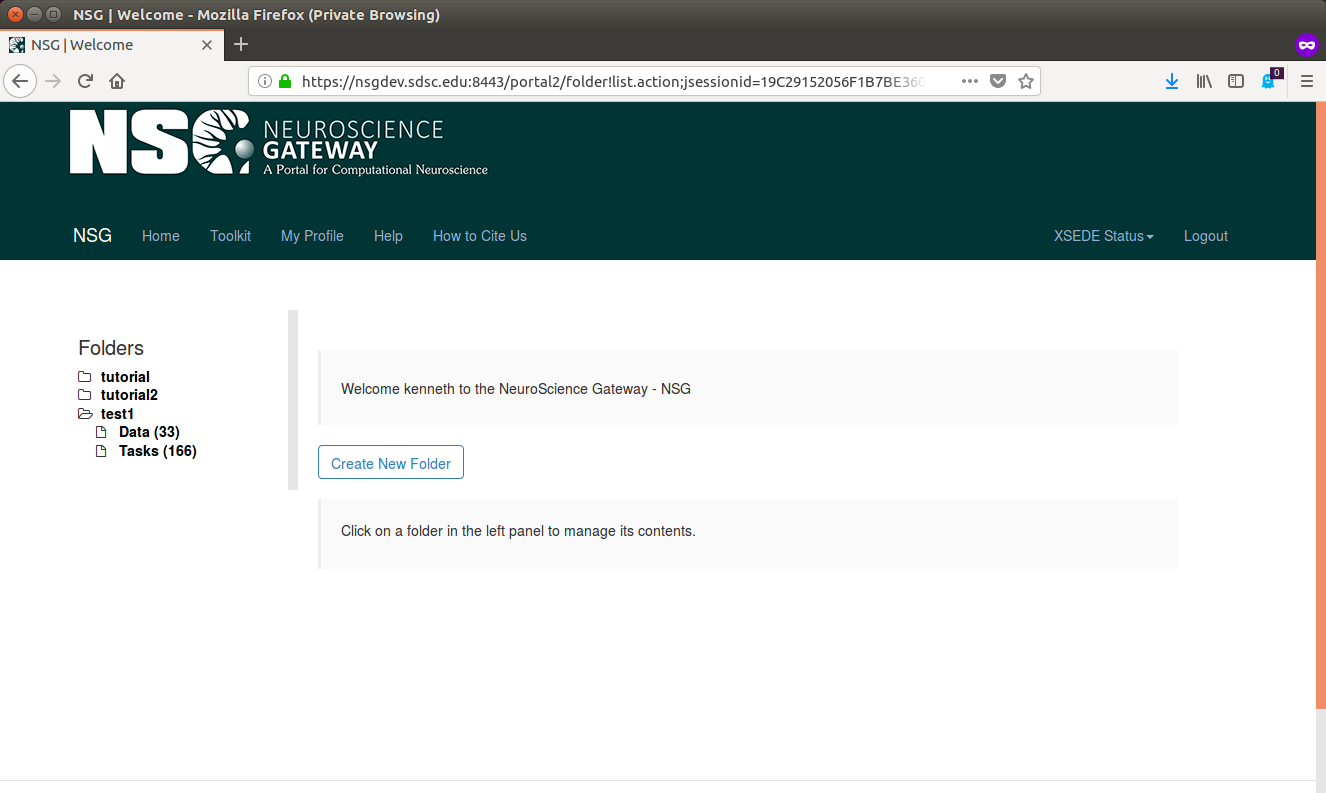 NSG | Welcome - Mozilla Firefox (Private Browsing)
NSG | Welcome
https://nsgdev.sdsc.edu:8443/portal2/folder!list.action;jsessionid=19C29152056F1B7BE360
0
NSG NEUROSCIENCE
GATEWAY
A Portal for Computational Neuroscience
NSG Home Toolkit My Profile Help How to Cite Us XSEDE Status Logout
Folders
tutorial
tutorial2
test1
Data (33)
Tasks (166)
Welcome kenneth to the NeuroScience Gateway - NSG
Create New Folder
Click on a folder in the left panel to manage its contents.